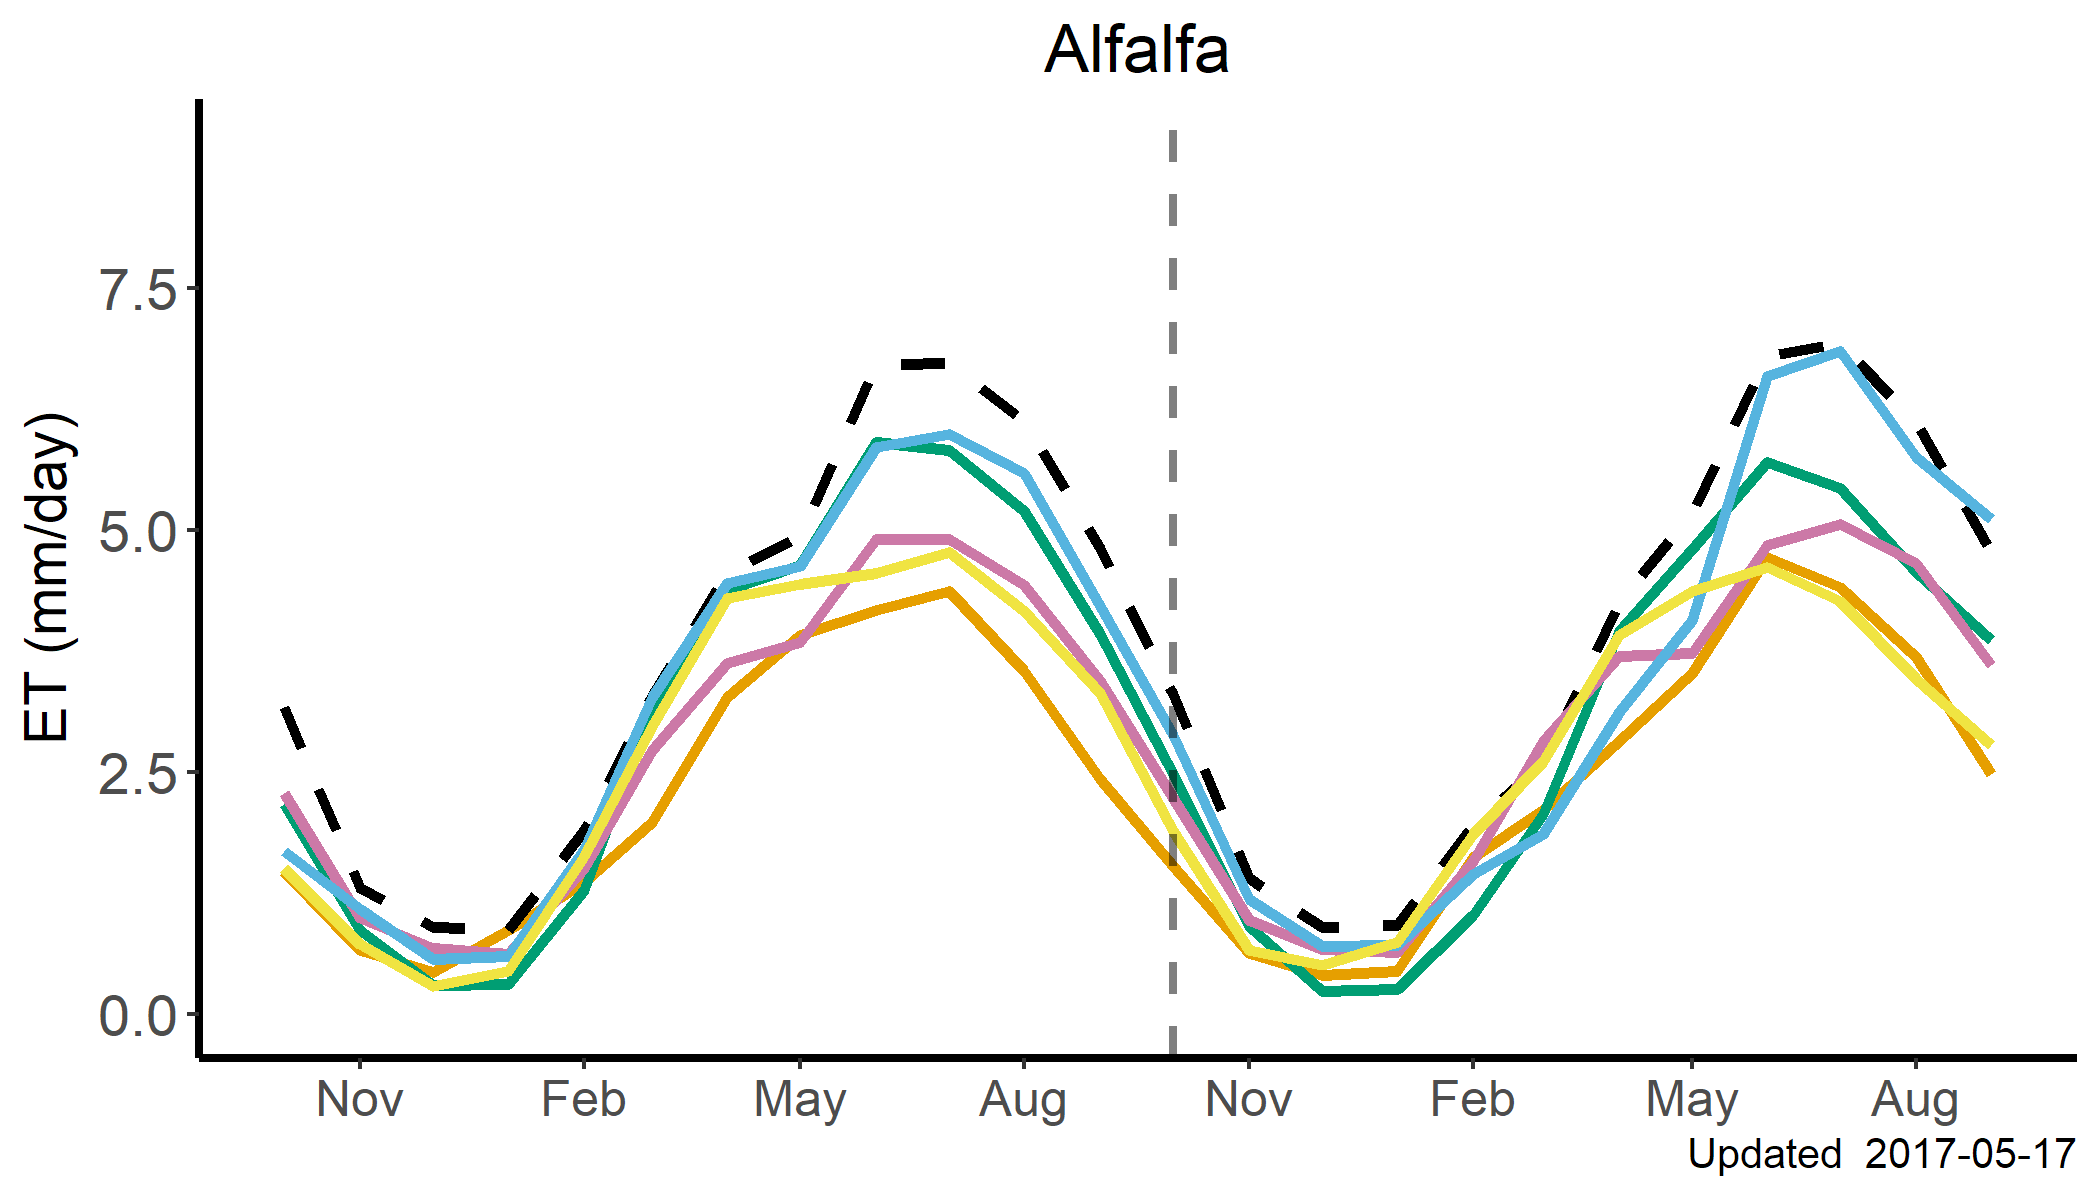 Alfalfa
ET (mm/day)
7.5
5.0
2.5
0.0
Nov Feb May Aug Nov Feb May Aug
Updated 2017-05-17